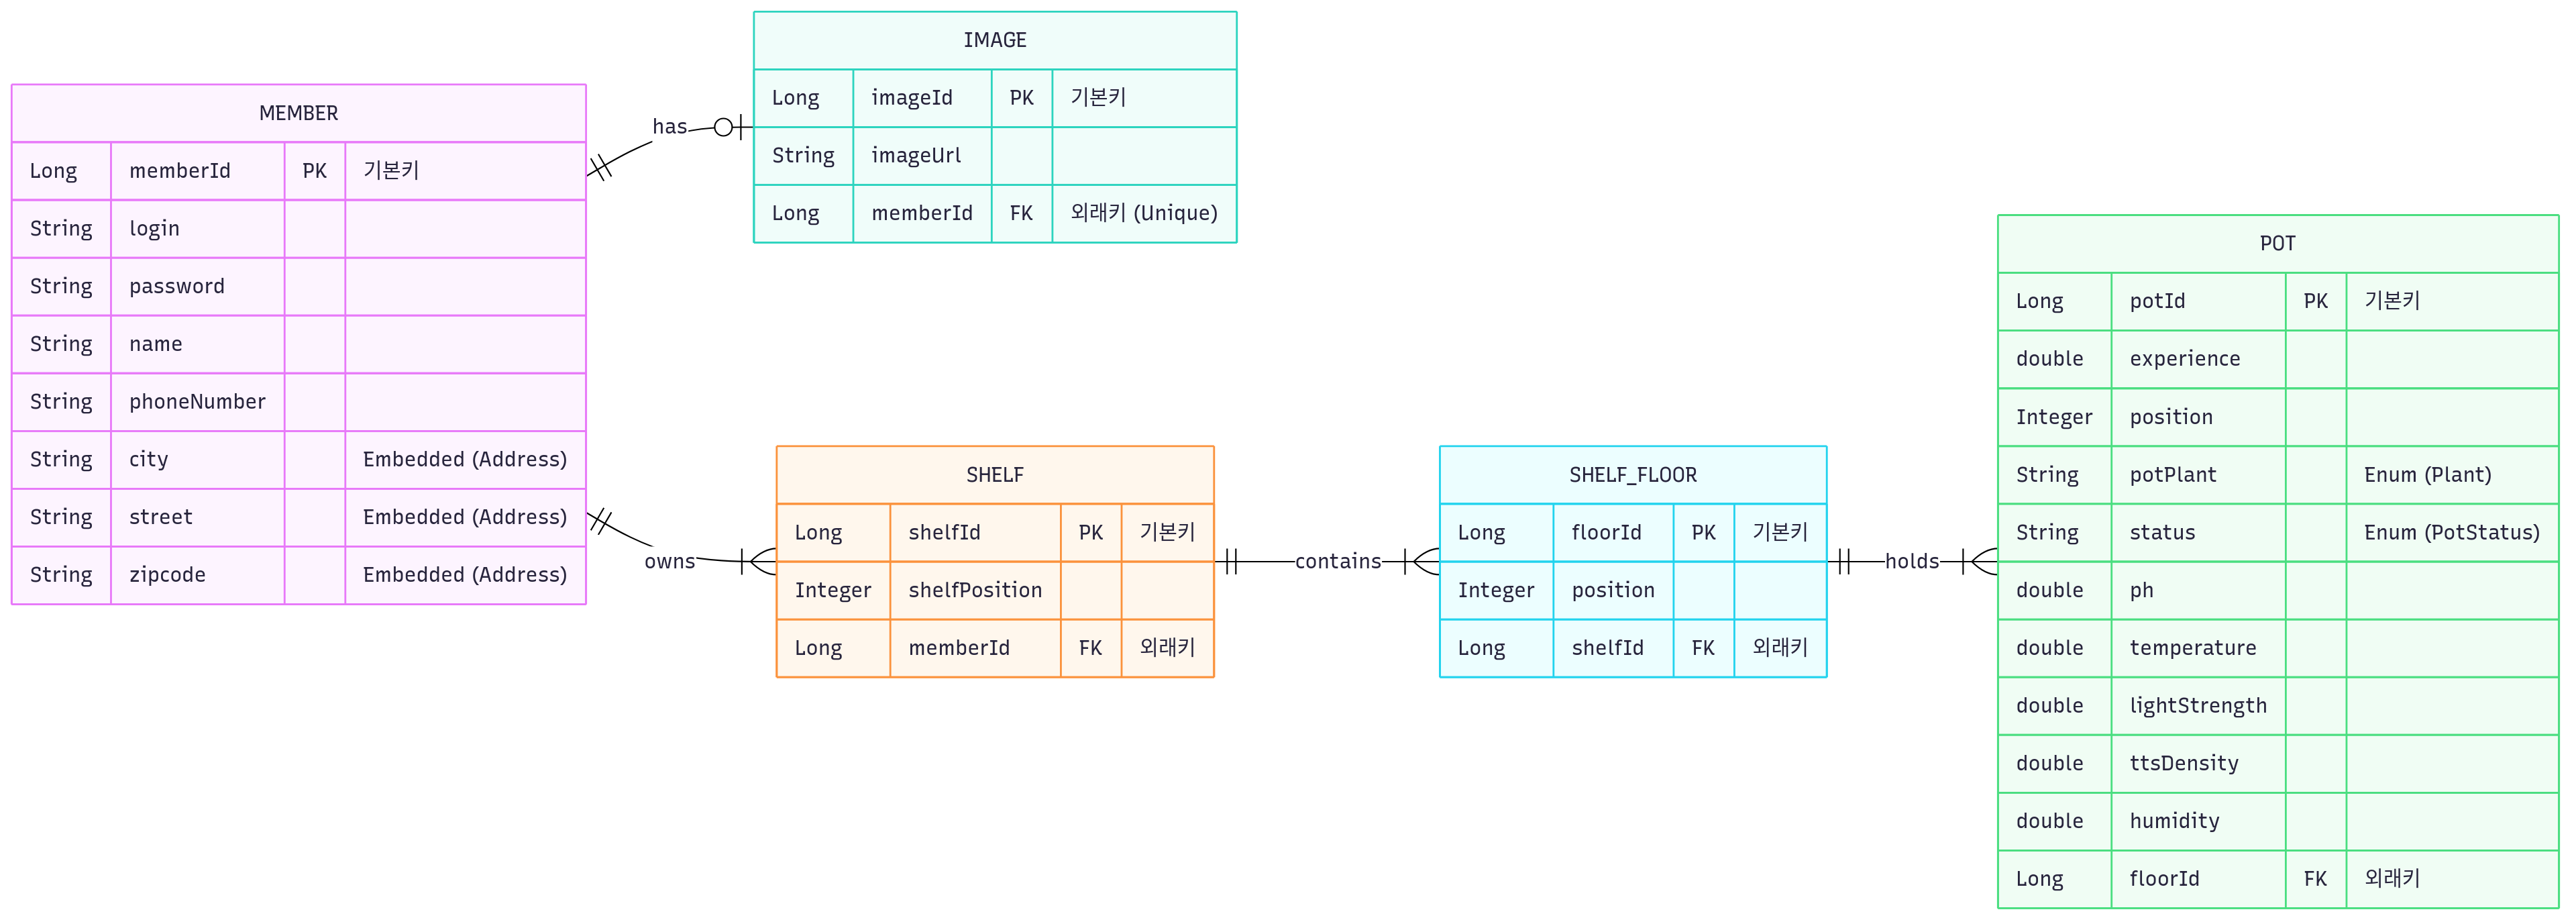 MEMBER
Long memberId PK 기본키
String login
String password
String name
String phoneNumber
String city Embedded (Address)
String street Embedded (Address)
String zipcode Embedded (Address)
has
IMAGE
Long imageId PK 기본키
String imageUrl
Long memberId FK 외래키 (Unique)
owns
SHELF
Long shelfId PK 기본키
Integer shelfPosition
Long memberId FK 외래키
contains
SHELF_FLOOR
Long floorId PK 기본키
Integer position
Long shelfId FK 외래키
holds
POT
Long potId PK 기본키
double experience
Integer position
String potPlant Enum (Plant)
String status Enum (PotStatus)
double ph
double temperature
double lightStrength
double ttsDensity
double humidity
Long floorId FK 외래키